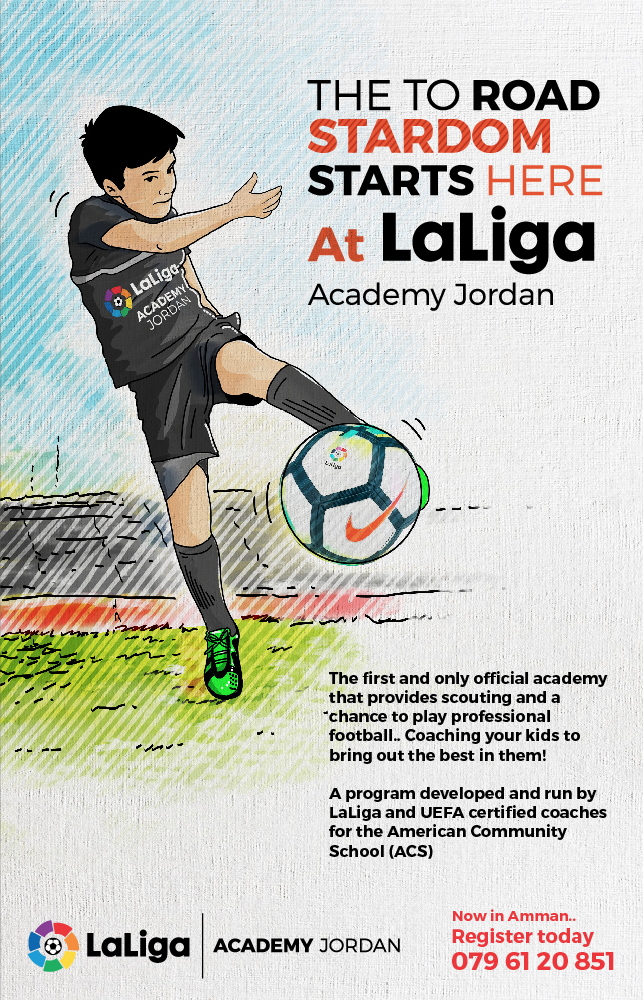 THE TO ROAD
STARDOM
STARTS HERE
At LaLiga
Academy Jordan
LaLiga
ACADEMY
JORDAN
LaLiga
The first and only official academy
that provides scouting and a
chance to play professional
football.. Coaching your kids to
bring out the best in them!
A program developed and run by
LaLiga and UEFA certified coaches
for the American Community
School (ACS)
Now in Amman..
Register today
079 61 20 851
LaLiga ACADEMY JORDAN